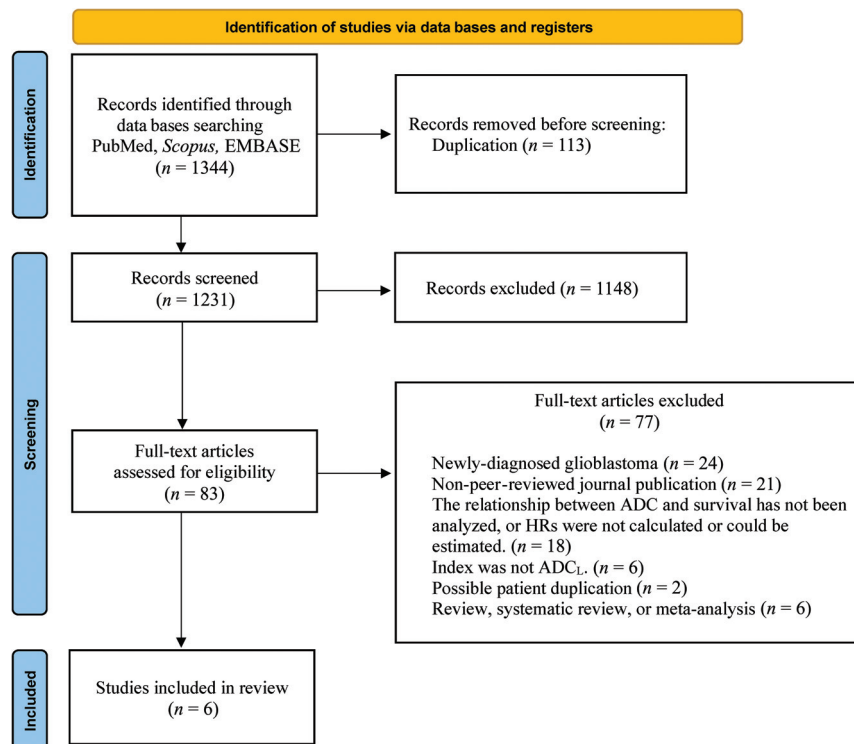 Identification of studies via data bases and registers
Identification
Records identified through
data bases searching
PubMed, Scopus, EMBASE
(n = 1344)
Records removed before screening:
Duplication (n = 113)
Screening
Records screened
(n = 1231)
Records excluded (n = 1148)
Full-text articles
assessed for eligibility
(n = 83)
Full-text articles excluded
(n = 77)
Newly-diagnosed glioblastoma (n = 24)
Non-peer-reviewed journal publication (n = 21)
The relationship between ADC and survival has not been
analyzed, or HRs were not calculated or could be
estimated. (n = 18)
Index was not ADCL. (n = 6)
Possible patient duplication (n = 2)
Review, systematic review, or meta-analysis (n = 6)
Included
Studies included in review
(n = 6)